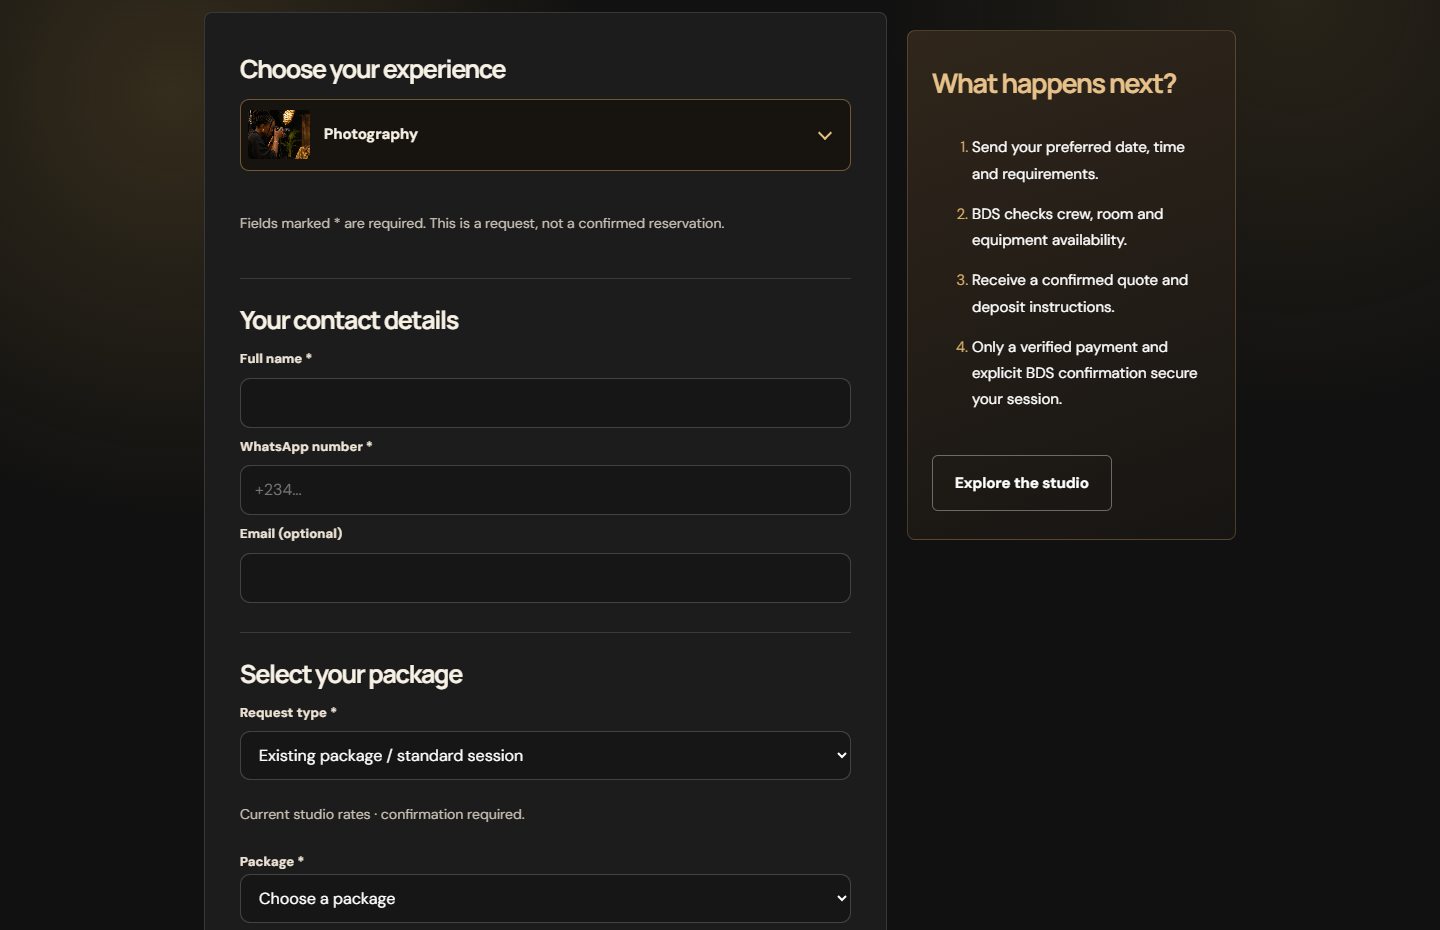 Choose your experience
Photography
Fields marked * are required. This is a request, not a confirmed reservation.
Your contact details
Full name *
WhatsApp number *
+234...
Email (optional)
Select your package
Request type *
Existing package / standard session
Current studio rates · confirmation required.
Package *
Choose a package
What happens next?
1. Send your preferred date, time
and requirements.
2. BDS checks crew, room and
equipment availability.
3. Receive a confirmed quote and
deposit instructions.
4. Only a verified payment and
explicit BDS confirmation secure
your session.
Explore the studio